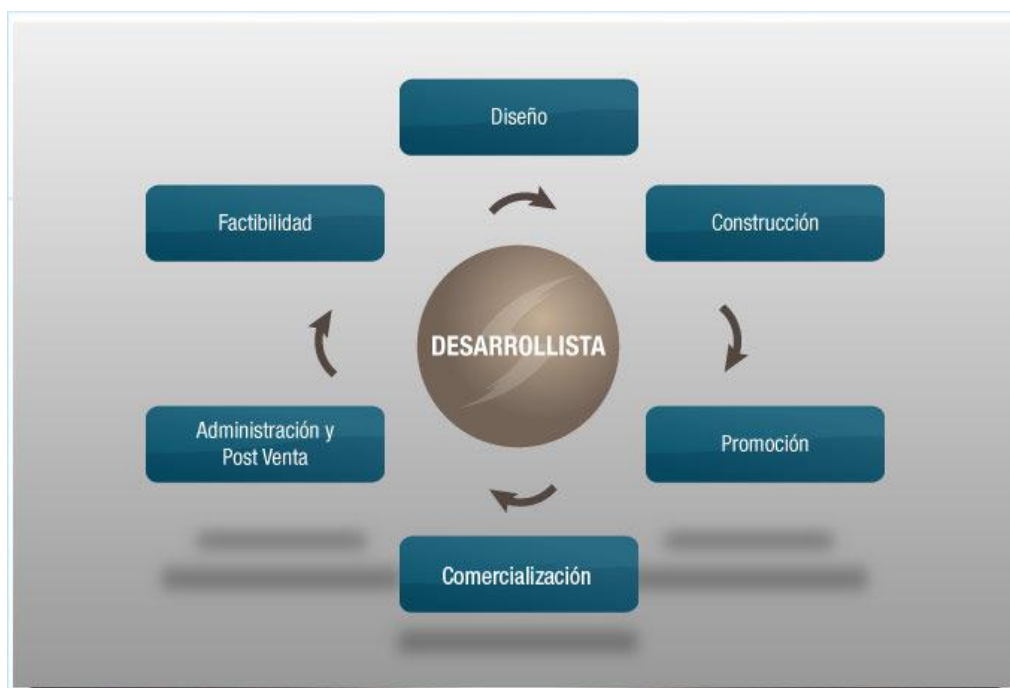 Diseño
Factibilidad
Construcción
DESARROLLISTA
Administración y
Post Venta
Promoción
Comercialización